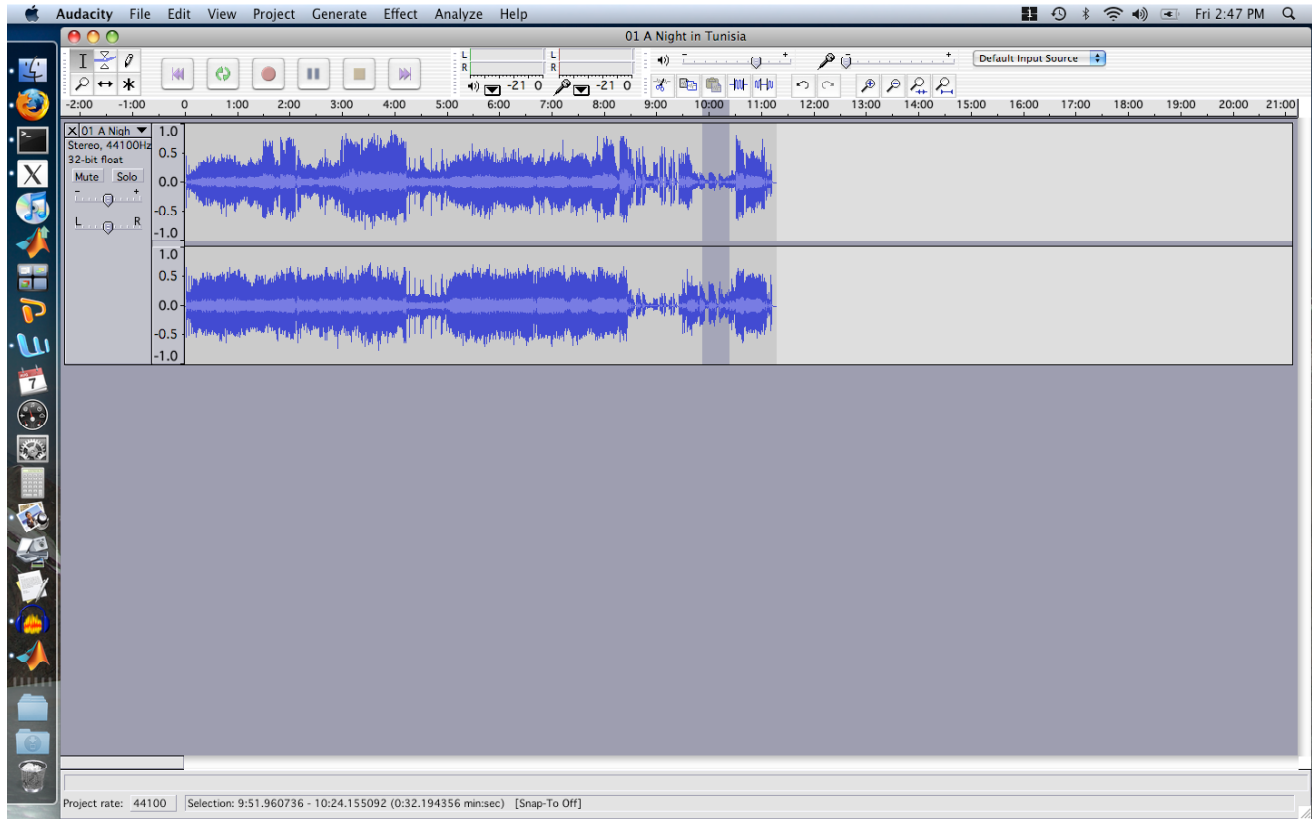 Audacity File Edit View Project Generate Effect Analyze Help Fri 2:47 PM
01 A Night in Tunisia
L L
R R
-21 0 -21 0
- + - +
Default Input Source
-2:00 -1:00 0 1:00 2:00 3:00 4:00 5:00 6:00 7:00 8:00 9:00 10:00 11:00 12:00 13:00 14:00 15:00 16:00 17:00 18:00 19:00 20:00 21:00
X 01 A Nigh 1.0
Stereo, 44100Hz
32-bit float 0.5
Mute Solo 0.0
- +
L R -0.5
-1.0
1.0
0.5
0.0
-0.5
-1.0
7
Project rate: 44100 Selection: 9:51.960736 - 10:24.155092 (0:32.194356 min:sec) [Snap-To Off]